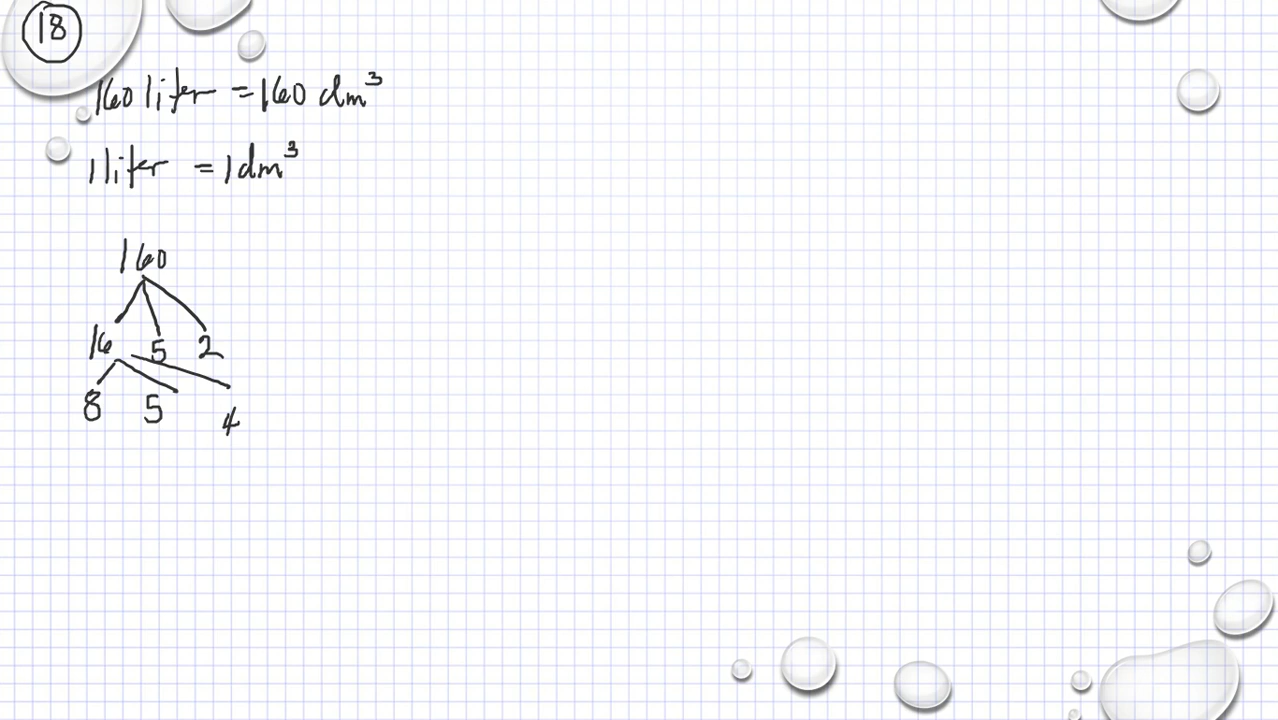 18
160 liter = 160 dm³
1 liter = 1 dm³
160
16 5 2
8 5 4